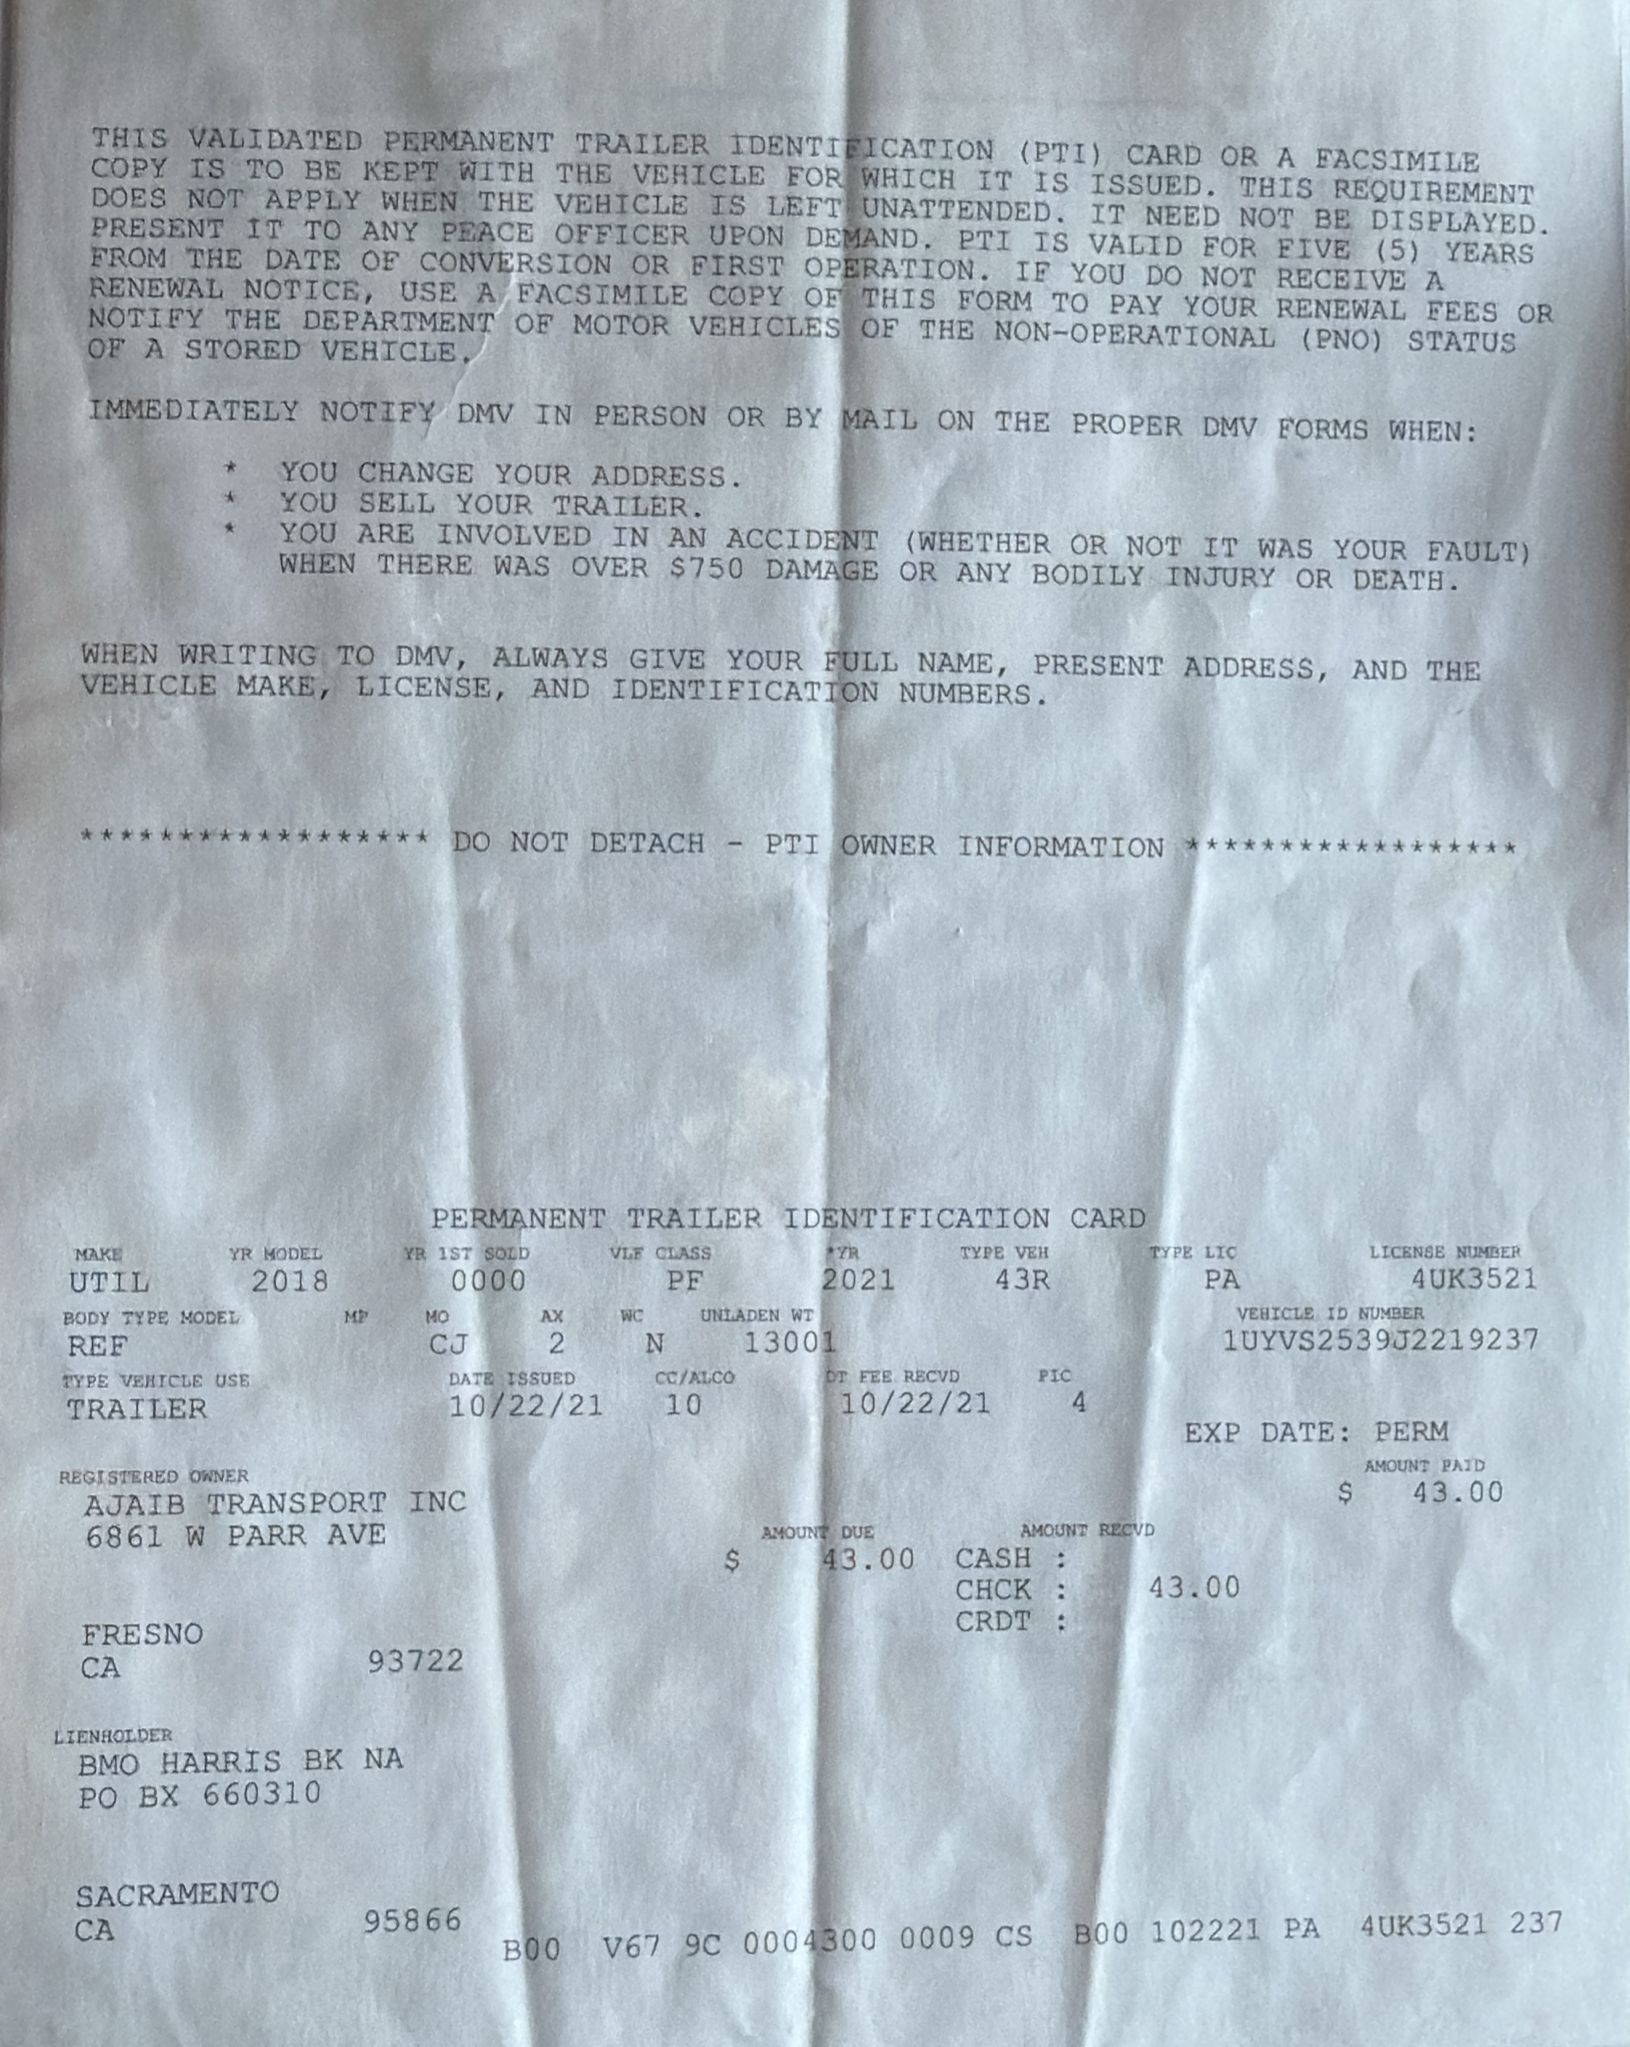 THIS VALIDATED PERMANENT TRAILER IDENTIFICATION (PTI) CARD OR A FACSIMILE
COPY IS TO BE KEPT WITH THE VEHICLE FOR WHICH IT IS ISSUED. THIS REQUIREMENT
DOES NOT APPLY WHEN THE VEHICLE IS LEFT UNATTENDED. IT NEED NOT BE DISPLAYED.
PRESENT IT TO ANY PEACE OFFICER UPON DEMAND. PTI IS VALID FOR FIVE (5) YEARS
FROM THE DATE OF CONVERSION OR FIRST OPERATION. IF YOU DO NOT RECEIVE A
RENEWAL NOTICE, USE A FACSIMILE COPY OF THIS FORM TO PAY YOUR RENEWAL FEES OR
NOTIFY THE DEPARTMENT OF MOTOR VEHICLES OF THE NON-OPERATIONAL (PNO) STATUS
OF A STORED VEHICLE.
IMMEDIATELY NOTIFY DMV IN PERSON OR BY MAIL ON THE PROPER DMV FORMS WHEN:
* YOU CHANGE YOUR ADDRESS.
* YOU SELL YOUR TRAILER.
* YOU ARE INVOLVED IN AN ACCIDENT (WHETHER OR NOT IT WAS YOUR FAULT)
WHEN THERE WAS OVER $750 DAMAGE OR ANY BODILY INJURY OR DEATH.
WHEN WRITING TO DMV, ALWAYS GIVE YOUR FULL NAME, PRESENT ADDRESS, AND THE
VEHICLE MAKE, LICENSE, AND IDENTIFICATION NUMBERS.
****************** DO NOT DETACH - PTI OWNER INFORMATION ******************
PERMANENT TRAILER IDENTIFICATION CARD
MAKE YR MODEL YR 1ST SOLD VLF CLASS *YR TYPE VEH TYPE LIC LICENSE NUMBER
UTIL 2018 0000 PF 2021 43R PA 4UK3521
BODY TYPE MODEL MP MO AX WC UNLADEN WT VEHICLE ID NUMBER
REF CJ 2 N 13001 1UYVS2539J2219237
TYPE VEHICLE USE DATE ISSUED CC/ALCO DT FEE RECVD PIC
TRAILER 10/22/21 10 10/22/21 4
EXP DATE: PERM
REGISTERED OWNER AMOUNT PAID
AJAIB TRANSPORT INC $ 43.00
6861 W PARR AVE AMOUNT DUE AMOUNT RECVD
$ 43.00 CASH :
CHCK : 43.00
CRDT :
FRESNO
CA 93722
LIENHOLDER
BMO HARRIS BK NA
PO BX 660310
SACRAMENTO
CA 95866
B00 V67 9C 0004300 0009 CS B00 102221 PA 4UK3521 237